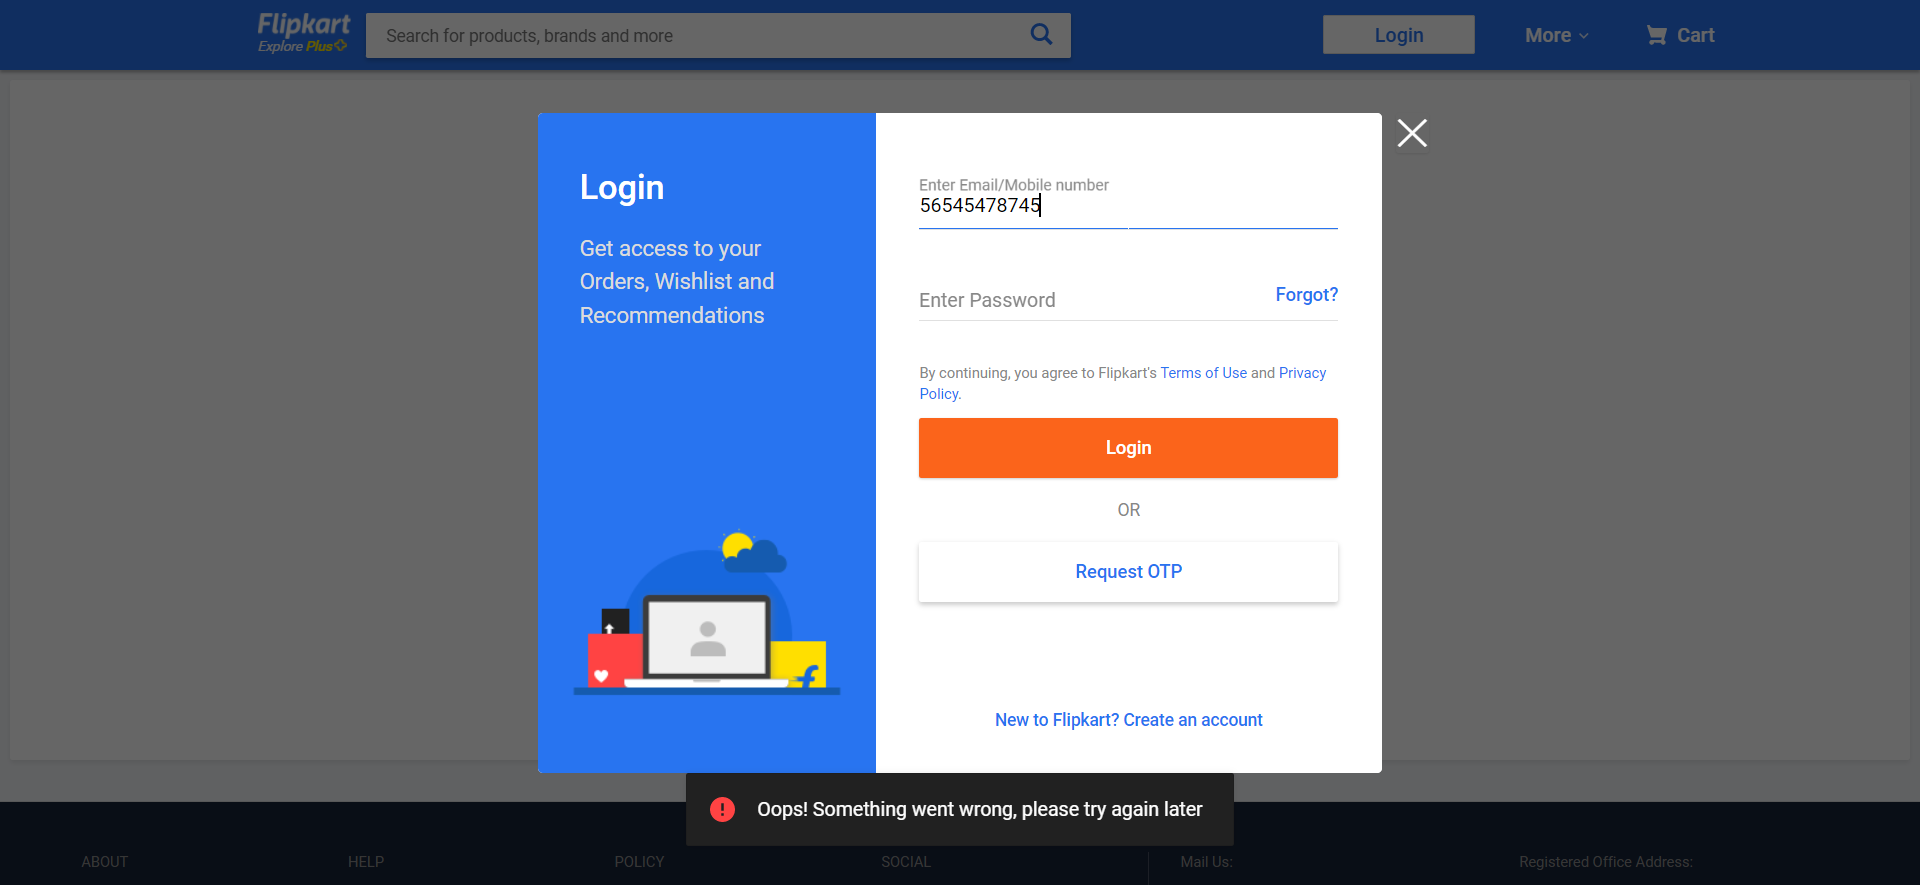 Flipkart
Explore Plus
Search for products, brands and more
Login
More
Cart
Login
Get access to your
Orders, Wishlist and
Recommendations
Enter Email/Mobile number
56545478745
Enter Password
Forgot?
By continuing, you agree to Flipkart's Terms of Use and Privacy
Policy.
Login
OR
Request OTP
New to Flipkart? Create an account
Oops! Something went wrong, please try again later
ABOUT
HELP
POLICY
SOCIAL
Mail Us:
Registered Office Address: